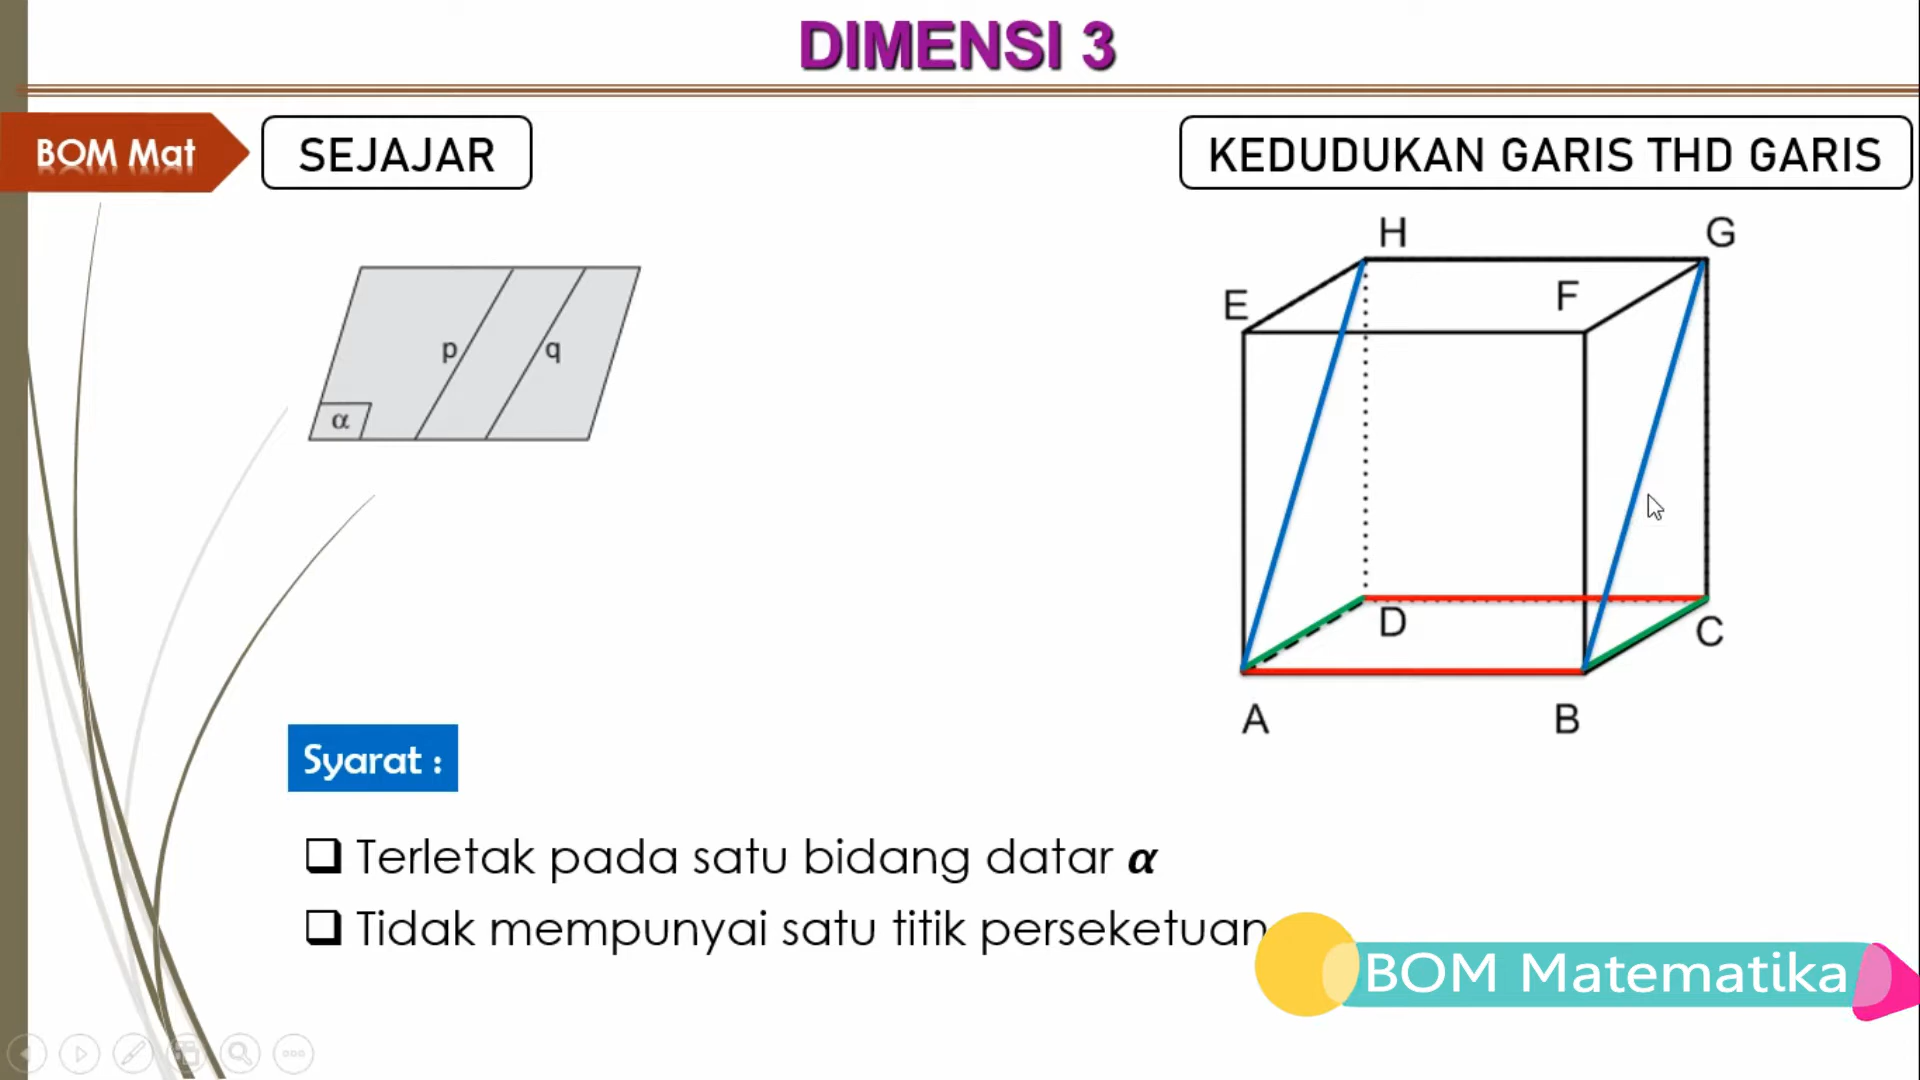 DIMENSI 3
BOM Mat
SEJAJAR
KEDUDUKAN GARIS THD GARIS
H
G
E
F
p
q
α
D
C
A
B
Syarat :
❑ Terletak pada satu bidang datar α
❑ Tidak mempunyai satu titik perseketuan
BOM Matematika